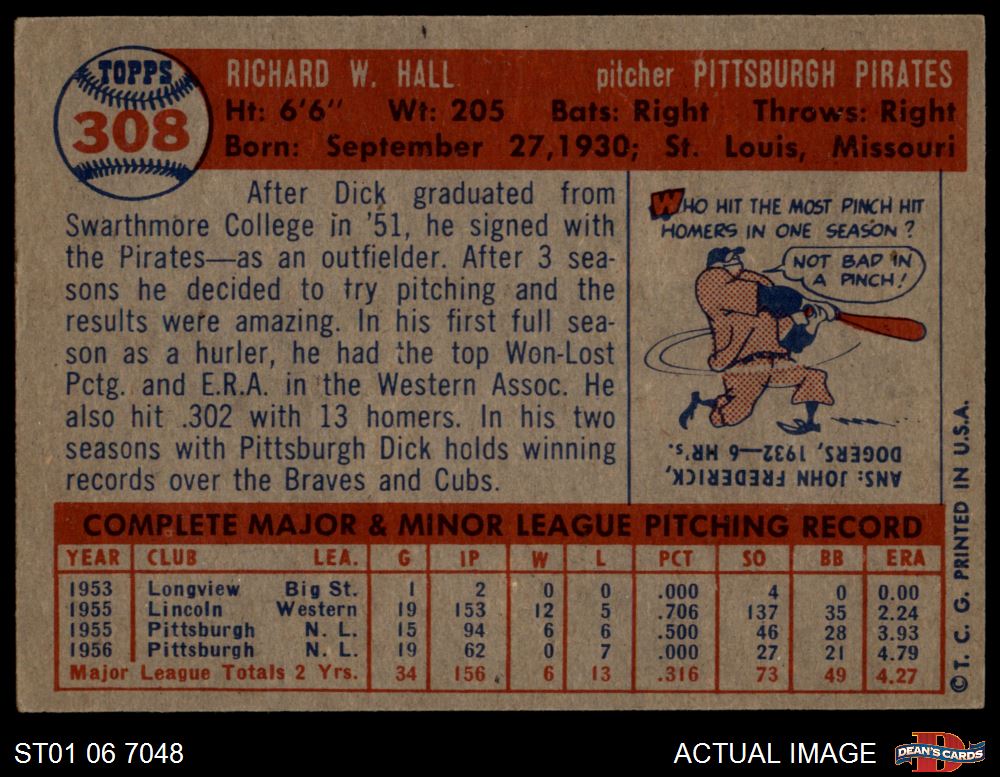 TOPPS
308
RICHARD W. HALL pitcher PITTSBURGH PIRATES
Ht: 6'6" Wt: 205 Bats: Right Throws: Right
Born: September 27, 1930; St. Louis, Missouri
After Dick graduated from
Swarthmore College in '51, he signed with
the Pirates—as an outfielder. After 3 sea-
sons he decided to try pitching and the
results were amazing. In his first full sea-
son as a hurler, he had the top Won-Lost
Pctg. and E.R.A. in the Western Assoc. He
also hit .302 with 13 homers. In his two
seasons with Pittsburgh Dick holds winning
records over the Braves and Cubs.
WHO HIT THE MOST PINCH HIT
HOMERS IN ONE SEASON?
NOT BAD IN
A PINCH!
ANS: JOHN FREDERICK,
DOGERS, 1932—6 HR's.
COMPLETE MAJOR & MINOR LEAGUE PITCHING RECORD
YEAR CLUB LEA. G IP W L PCT SO BB ERA
1953 Longview Big St. 1 2 0 0 .000 4 0 0.00
1955 Lincoln Western 19 153 12 5 .706 137 35 2.24
1955 Pittsburgh N. L. 15 94 6 6 .500 46 28 3.93
1956 Pittsburgh N. L. 19 62 0 7 .000 27 21 4.79
Major League Totals 2 Yrs. 34 156 6 13 .316 73 49 4.27
© T. C. G. PRINTED IN U.S.A.
ST01 06 7048
ACTUAL IMAGE
D
DEAN'S CARDS